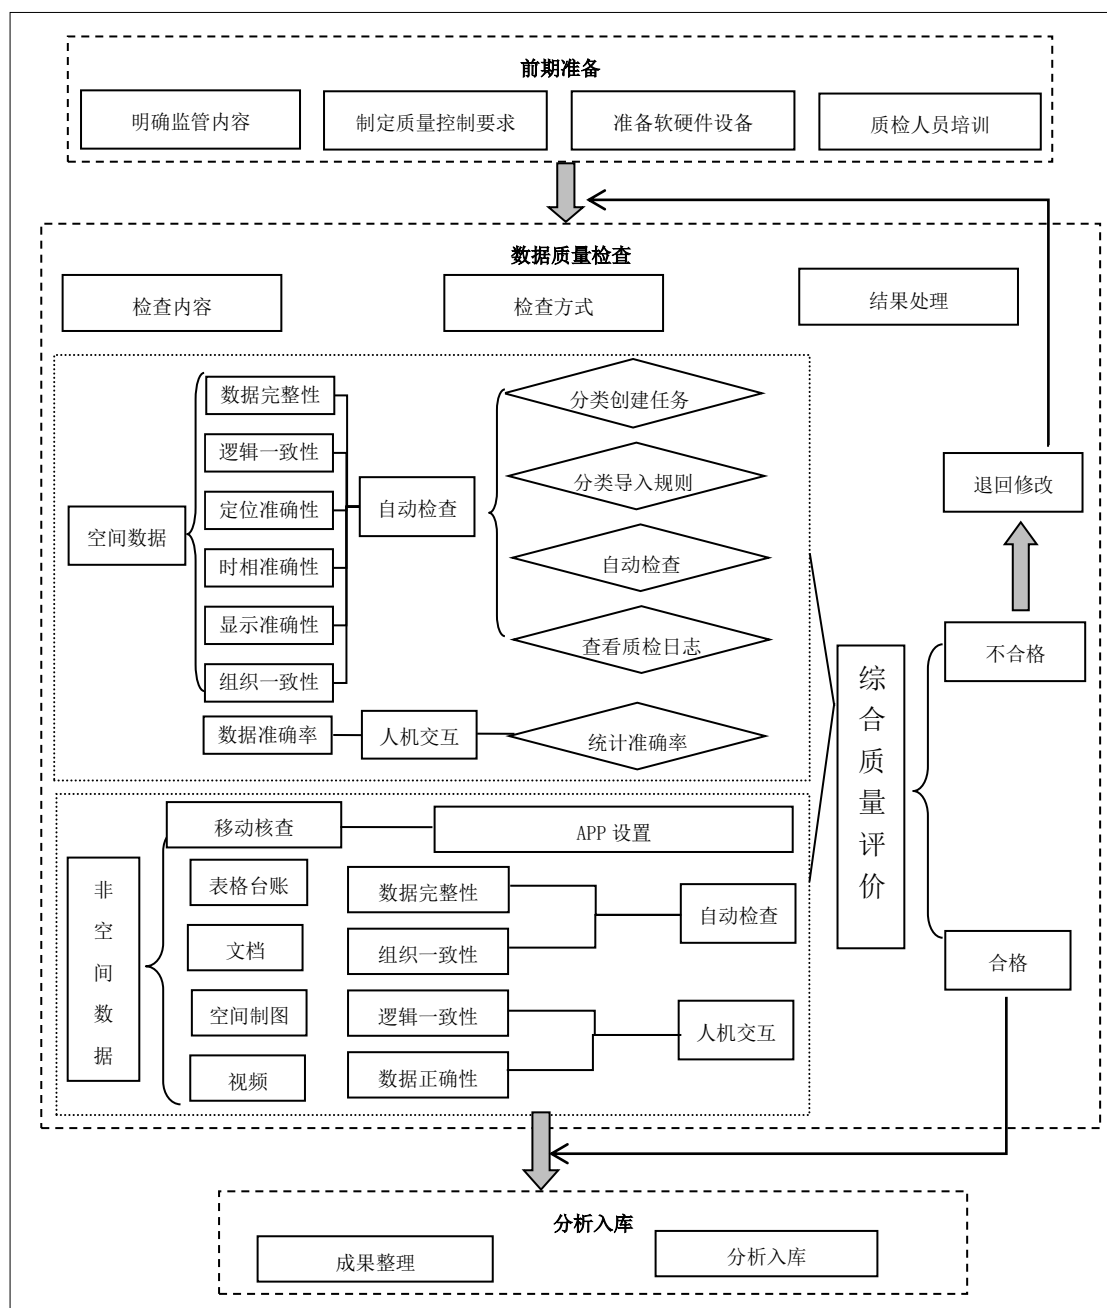 前期准备
明确监管内容
制定质量控制要求
准备软硬件设备
质检人员培训
数据质量检查
检查内容
检查方式
结果处理
空间数据
数据完整性
逻辑一致性
定位准确性
时相准确性
显示准确性
组织一致性
数据准确率
自动检查
人机交互
分类创建任务
分类导入规则
自动检查
查看质检日志
统计准确率
非空间数据
移动核查
表格台账
文档
空间制图
视频
APP 设置
数据完整性
组织一致性
逻辑一致性
数据正确性
自动检查
人机交互
综合质量评价
退回修改
不合格
合格
分析入库
成果整理
分析入库